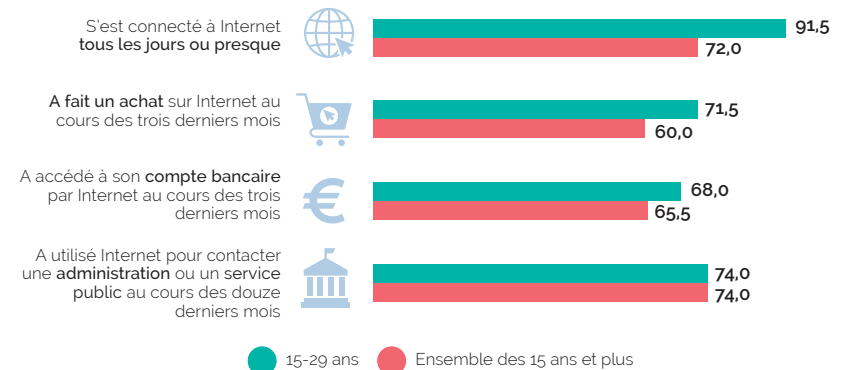 S'est connecté à Internet
tous les jours ou presque
91,5
72,0
A fait un achat sur Internet au
cours des trois derniers mois
71,5
60,0
A accédé à son compte bancaire
par Internet au cours des trois
derniers mois
68,0
65,5
A utilisé Internet pour contacter
une administration ou un service
public au cours des douze
derniers mois
74,0
74,0
15-29 ans
Ensemble des 15 ans et plus